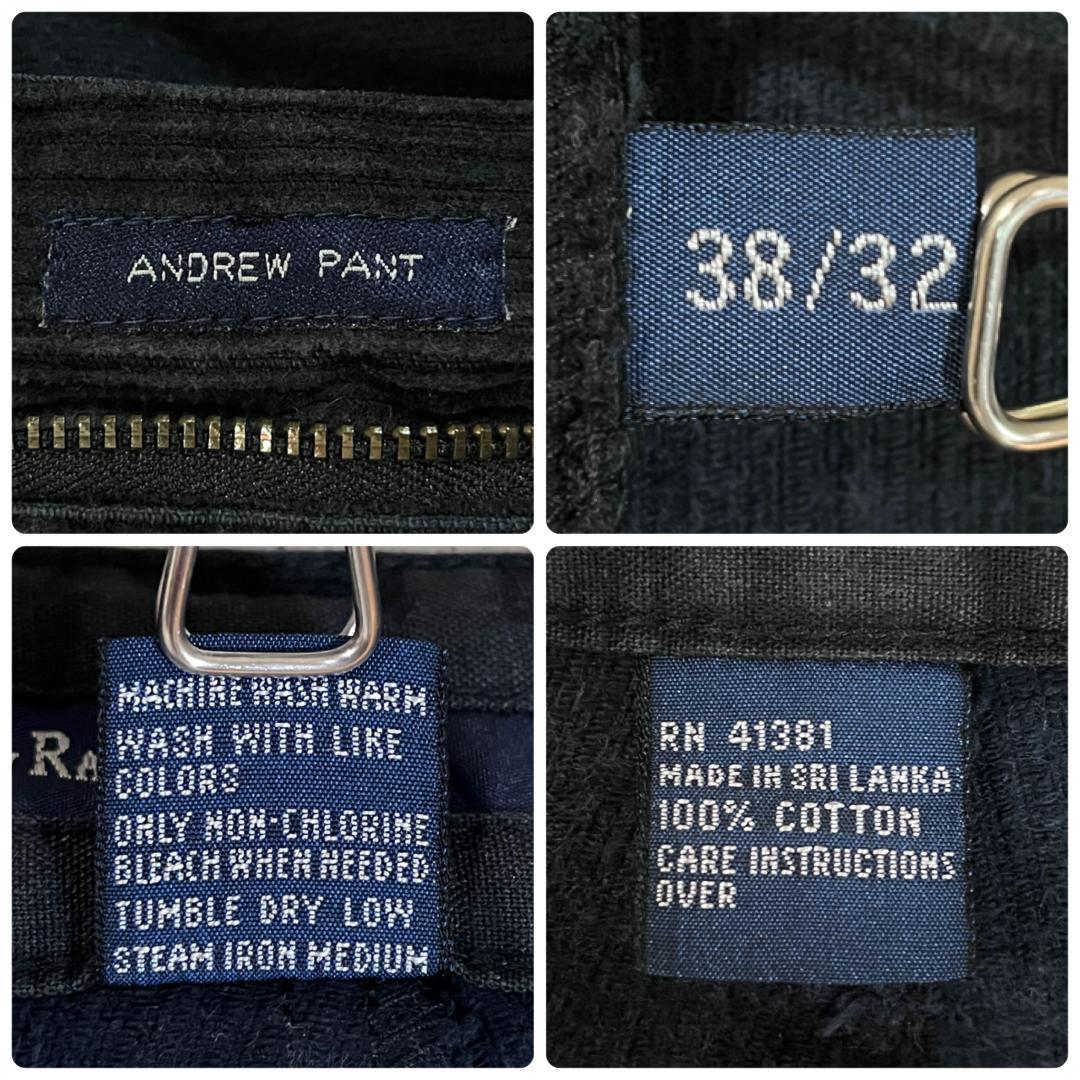 ANDREW PANT
38/32
MACHINE WASH WARM
WASH WITH LIKE
COLORS
ONLY NON-CHLORINE
BLEACH WHEN NEEDED
TUMBLE DRY LOW
STEAM IRON MEDIUM
RN 41381
MADE IN SRI LANKA
100% COTTON
CARE INSTRUCTIONS
OVER